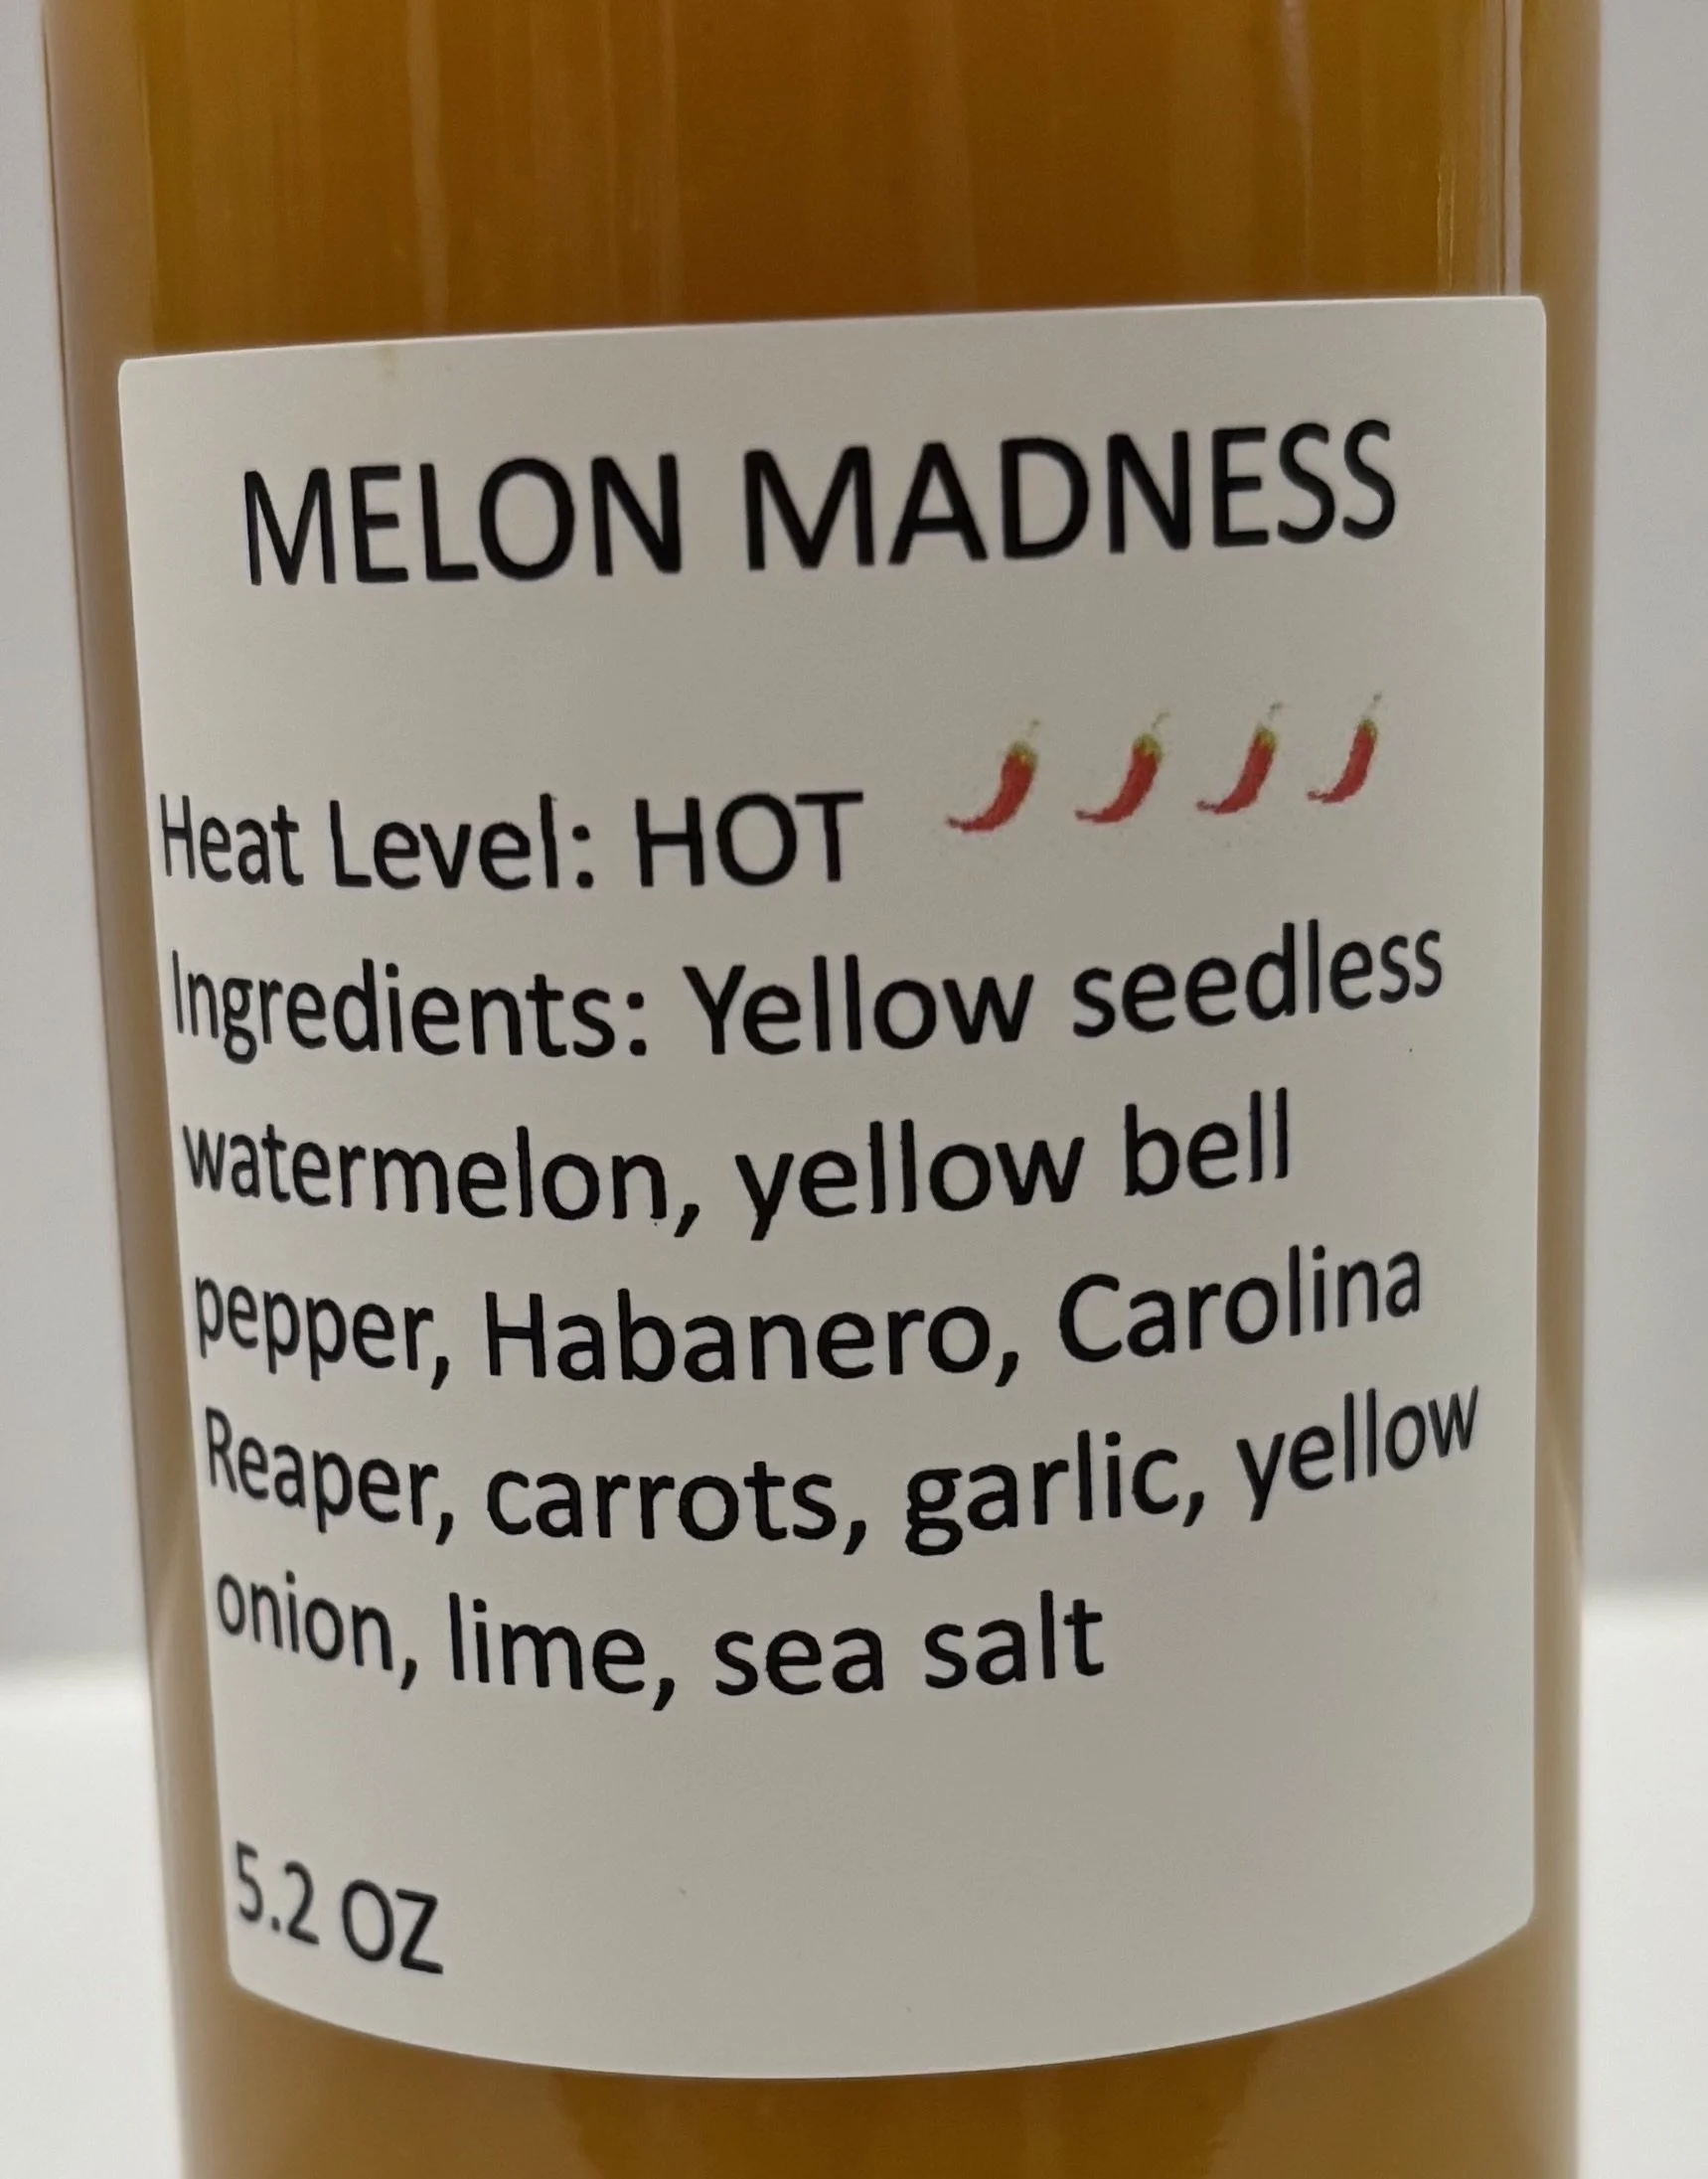 MELON MADNESS
Heat Level: HOT
Ingredients: Yellow seedless
watermelon, yellow bell
pepper, Habanero, Carolina
Reaper, carrots, garlic, yellow
onion, lime, sea salt
5.2 OZ